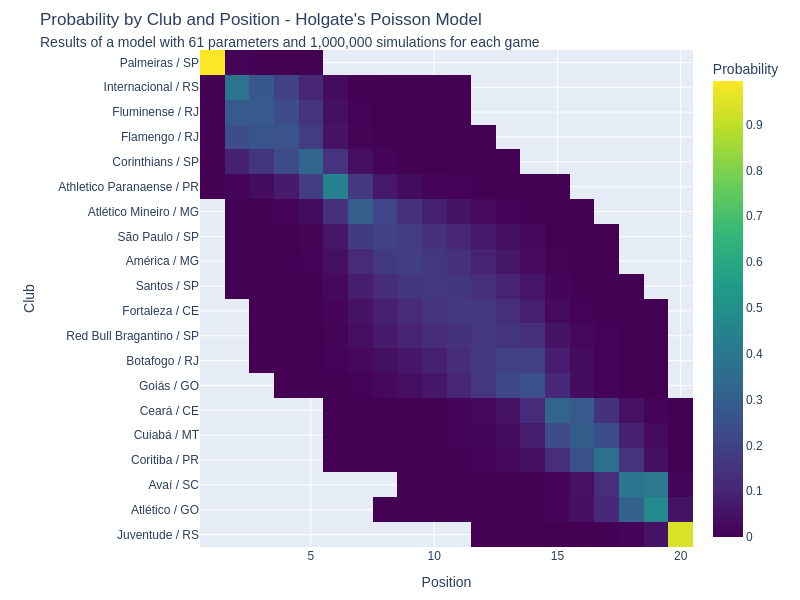 Probability by Club and Position - Holgate's Poisson Model
Results of a model with 61 parameters and 1,000,000 simulations for each game
Probability
Palmeiras / SP
Internacional / RS
Fluminense / RJ
Flamengo / RJ
Corinthians / SP
Athletico Paranaense / PR
Atlético Mineiro / MG
São Paulo / SP
América / MG
Santos / SP
Fortaleza / CE
Red Bull Bragantino / SP
Botafogo / RJ
Goiás / GO
Ceará / CE
Cuiabá / MT
Coritiba / PR
Avaí / SC
Atlético / GO
Juventude / RS
Club
5
10
15
20
Position
0.9
0.8
0.7
0.6
0.5
0.4
0.3
0.2
0.1
0